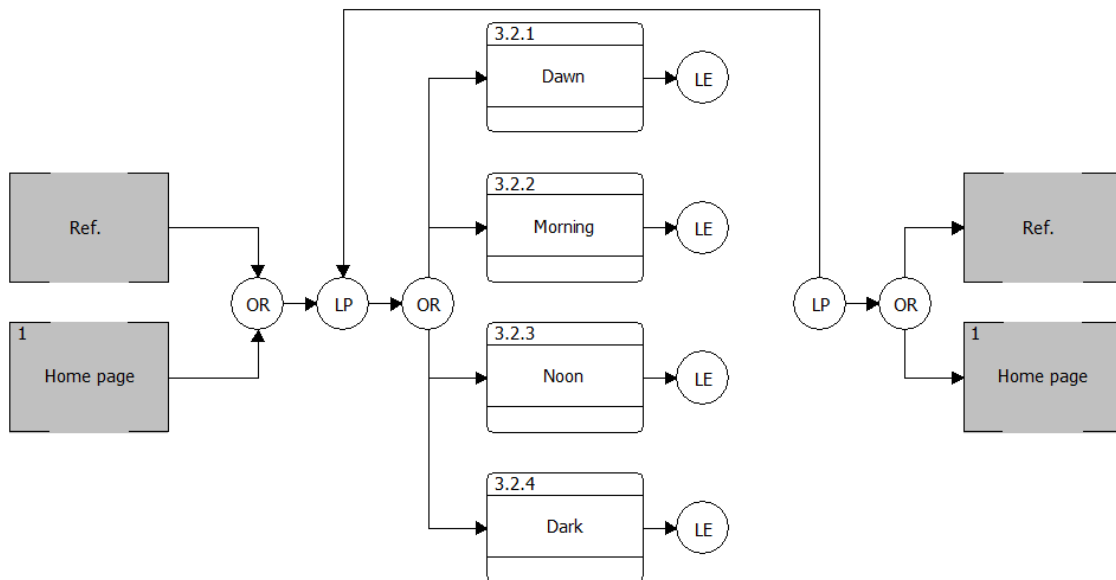 3.2.1
Dawn
LE
3.2.2
Morning
LE
Ref.
Ref.
OR
LP
OR
LP
OR
1
Home page
3.2.3
Noon
LE
1
Home page
3.2.4
Dark
LE